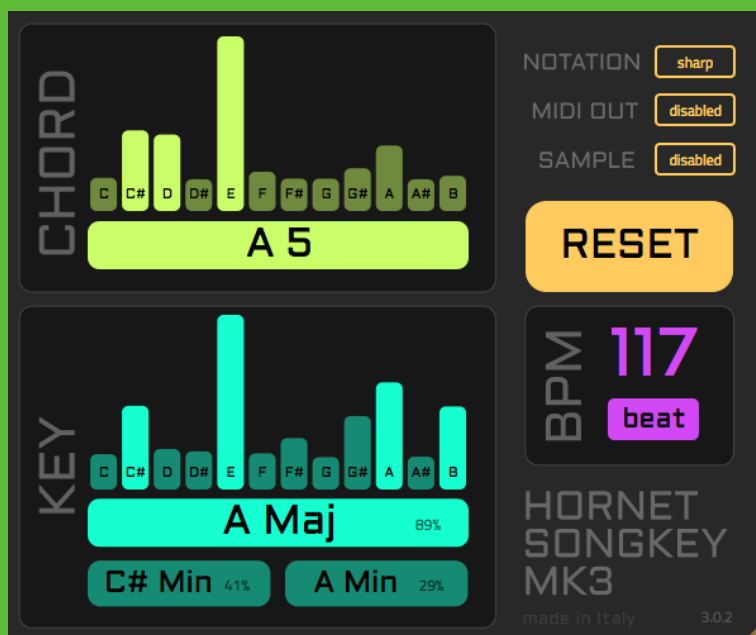 CHORD
C C# D D# E F F# G G# A A# B
A 5
NOTATION sharp
MIDI OUT disabled
SAMPLE disabled
RESET
KEY
C C# D D# E F F# G G# A A# B
A Maj 89%
C# Min 41% A Min 29%
BPM
117
beat
HORNET
SONGKEY
MK3
made in Italy 3.0.2